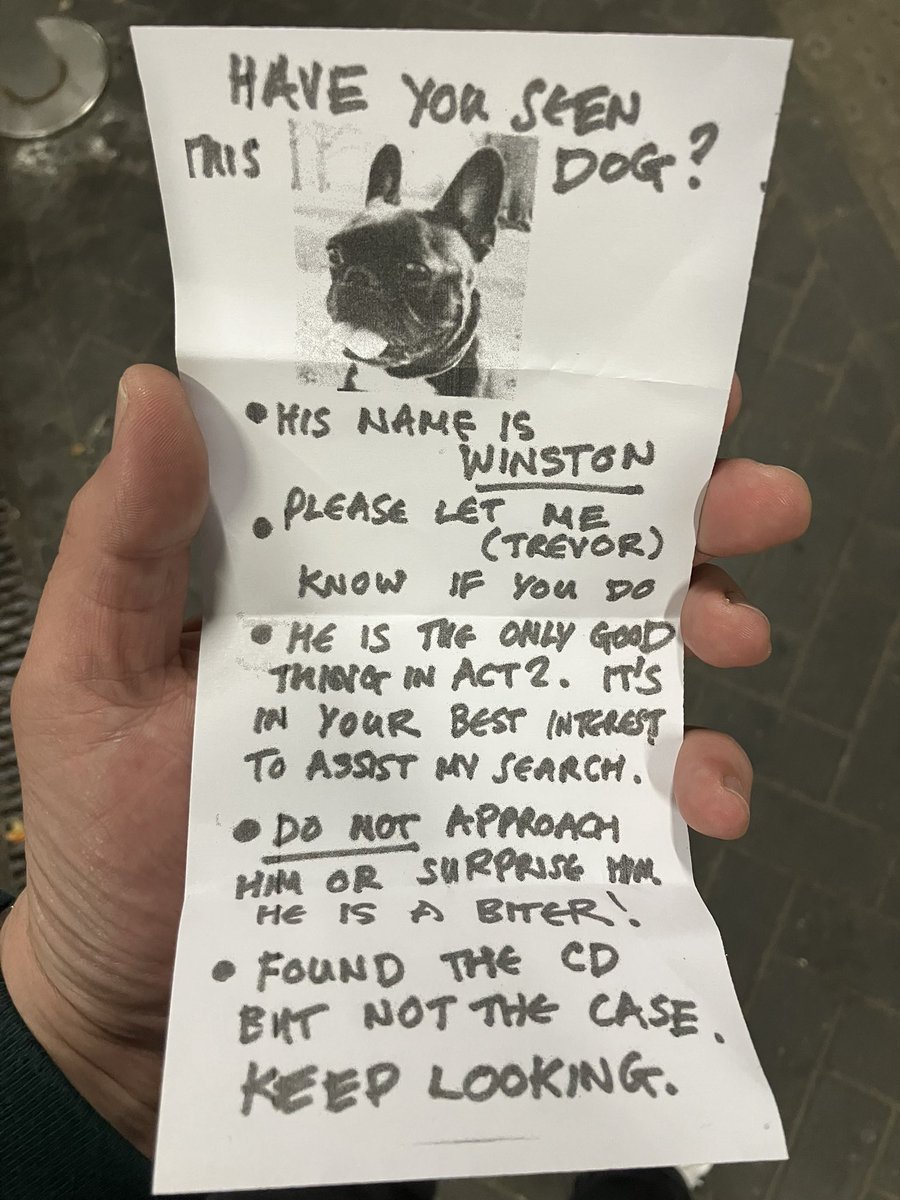 HAVE YOU SEEN
THIS DOG?
• HIS NAME IS
WINSTON
• PLEASE LET ME
(TREVOR)
KNOW IF YOU DO
• HE IS THE ONLY GOOD
THING IN ACT 2. IT'S
IN YOUR BEST INTEREST
TO ASSIST MY SEARCH.
• DO NOT APPROACH
HIM OR SURPRISE HIM.
HE IS A BITER!
• FOUND THE CD
BUT NOT THE CASE.
KEEP LOOKING.